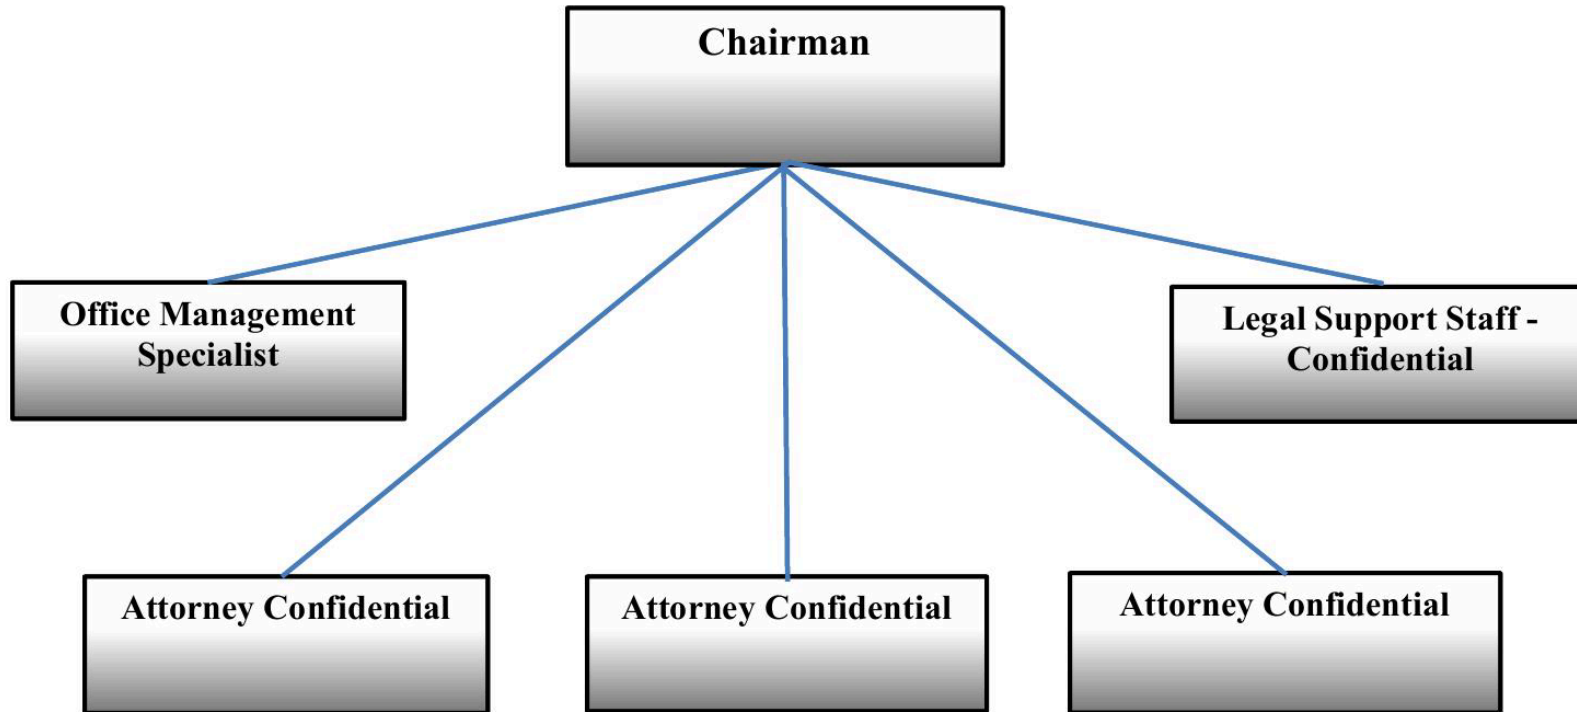 Chairman
Office Management
Specialist
Legal Support Staff -
Confidential
Attorney Confidential
Attorney Confidential
Attorney Confidential